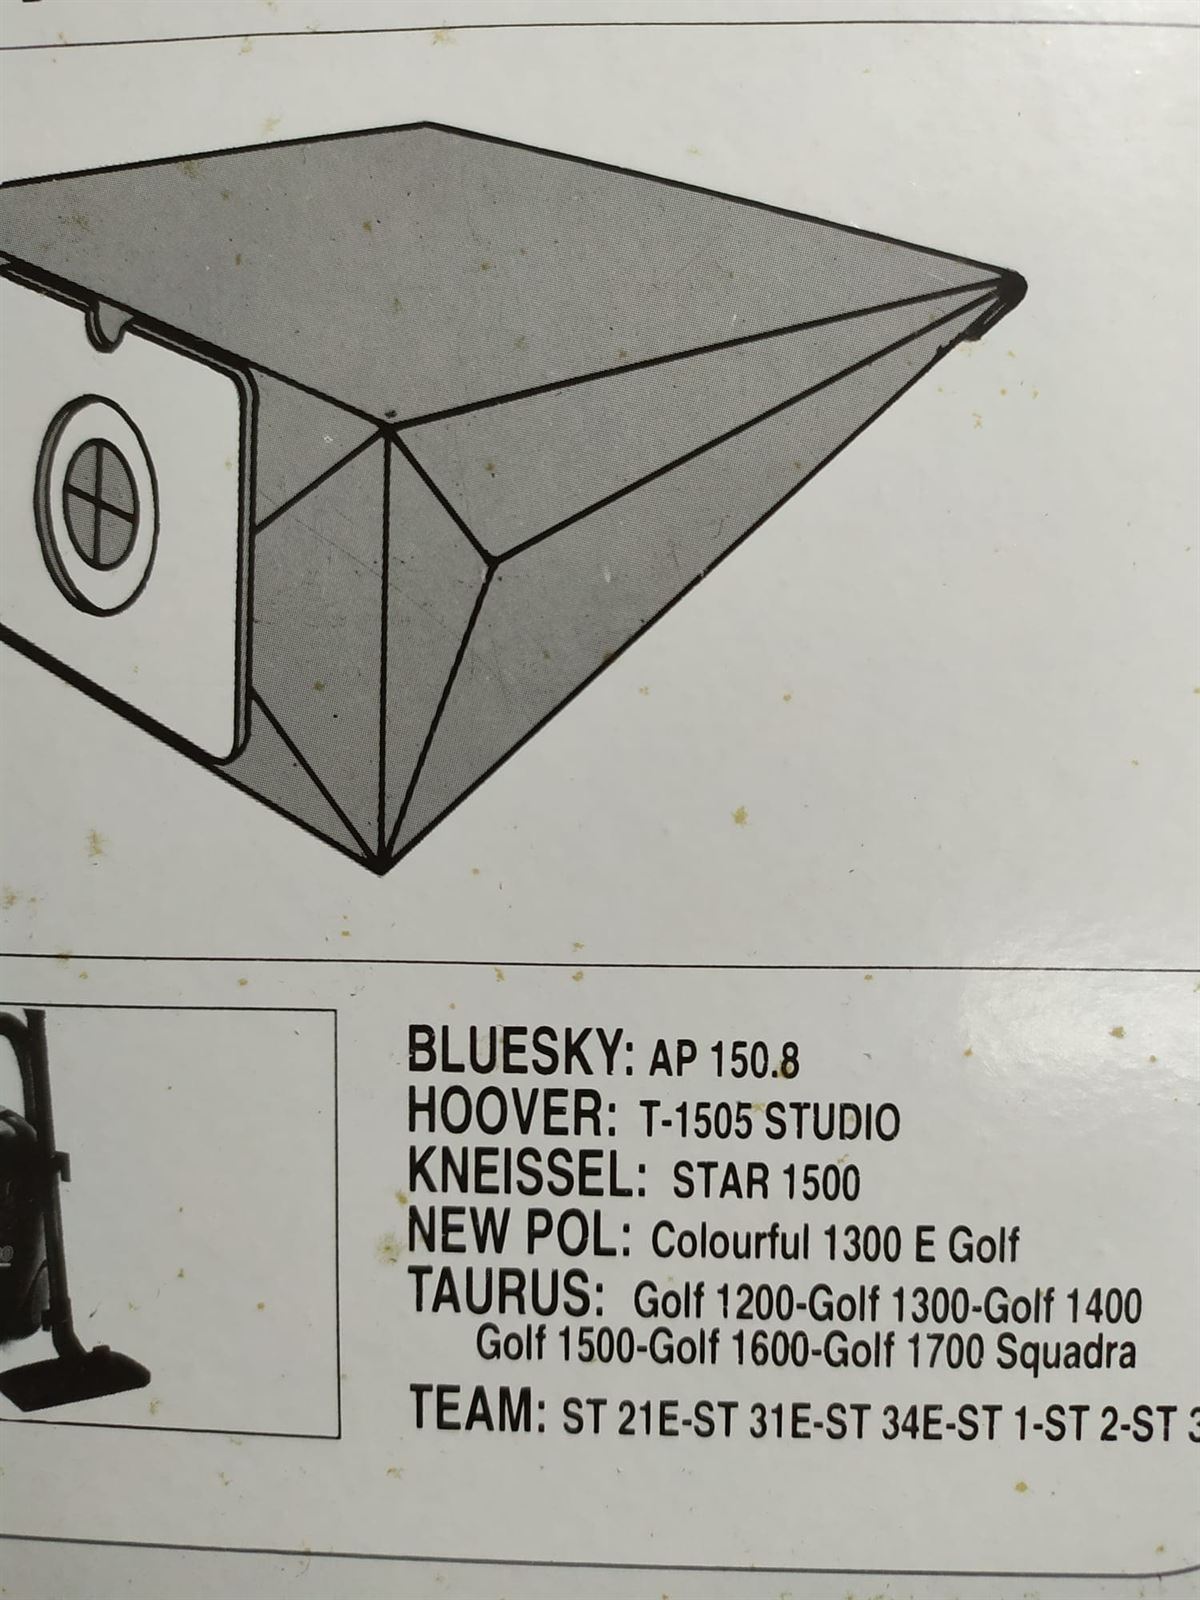 BLUESKY: AP 150.8
HOOVER: T-1505 STUDIO
KNEISSEL: STAR 1500
NEW POL: Colourful 1300 E Golf
TAURUS: Golf 1200-Golf 1300-Golf 1400
Golf 1500-Golf 1600-Golf 1700 Squadra
TEAM: ST 21E-ST 31E-ST 34E-ST 1-ST 2-ST 3